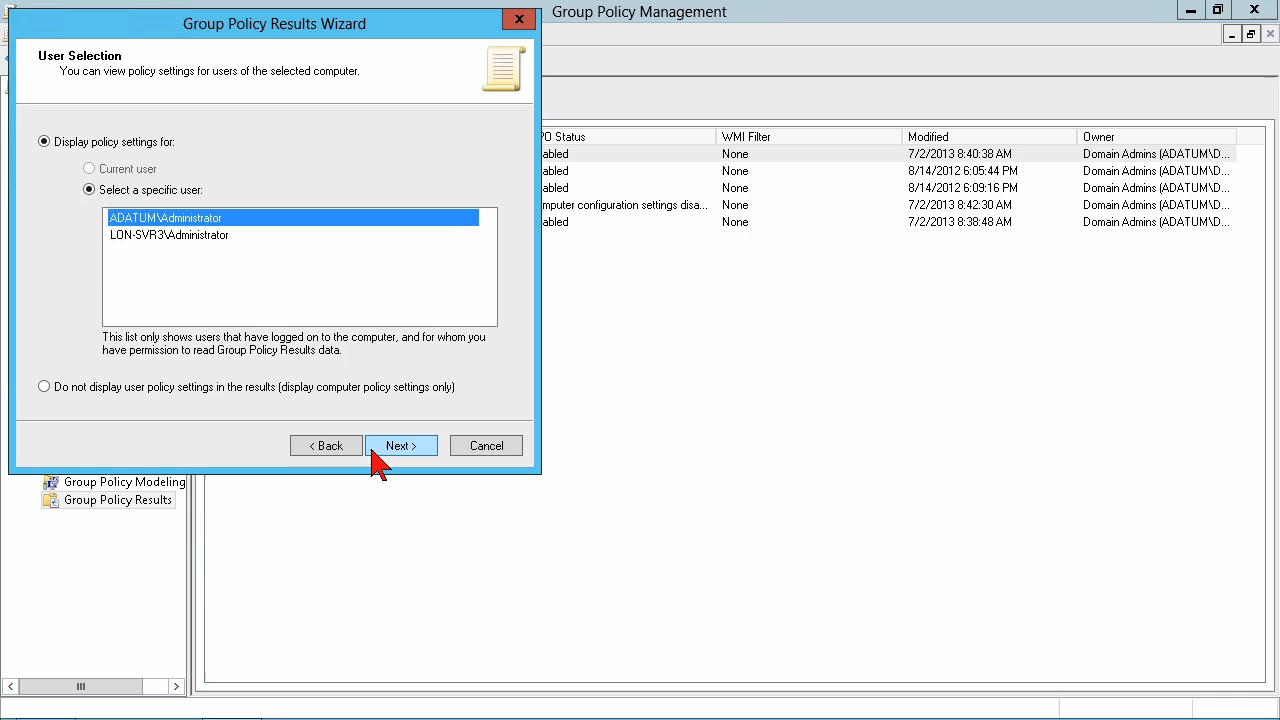 Group Policy Results Wizard
Group Policy Management
User Selection
You can view policy settings for users of the selected computer.
Display policy settings for:
Current user
Select a specific user:
ADATUM\Administrator
LON-SVR3\Administrator
This list only shows users that have logged on to the computer, and for whom you
have permission to read Group Policy Results data.
Do not display user policy settings in the results (display computer policy settings only)
< Back Next > Cancel
PO Status WMI Filter Modified Owner
abled None 7/2/2013 8:40:38 AM Domain Admins (ADATUM\D...
abled None 8/14/2012 6:05:44 PM Domain Admins (ADATUM\D...
abled None 8/14/2012 6:09:16 PM Domain Admins (ADATUM\D...
mputer configuration settings disa... None 7/2/2013 8:42:30 AM Domain Admins (ADATUM\D...
abled None 7/2/2013 8:38:48 AM Domain Admins (ADATUM\D...
Group Policy Modeling
Group Policy Results